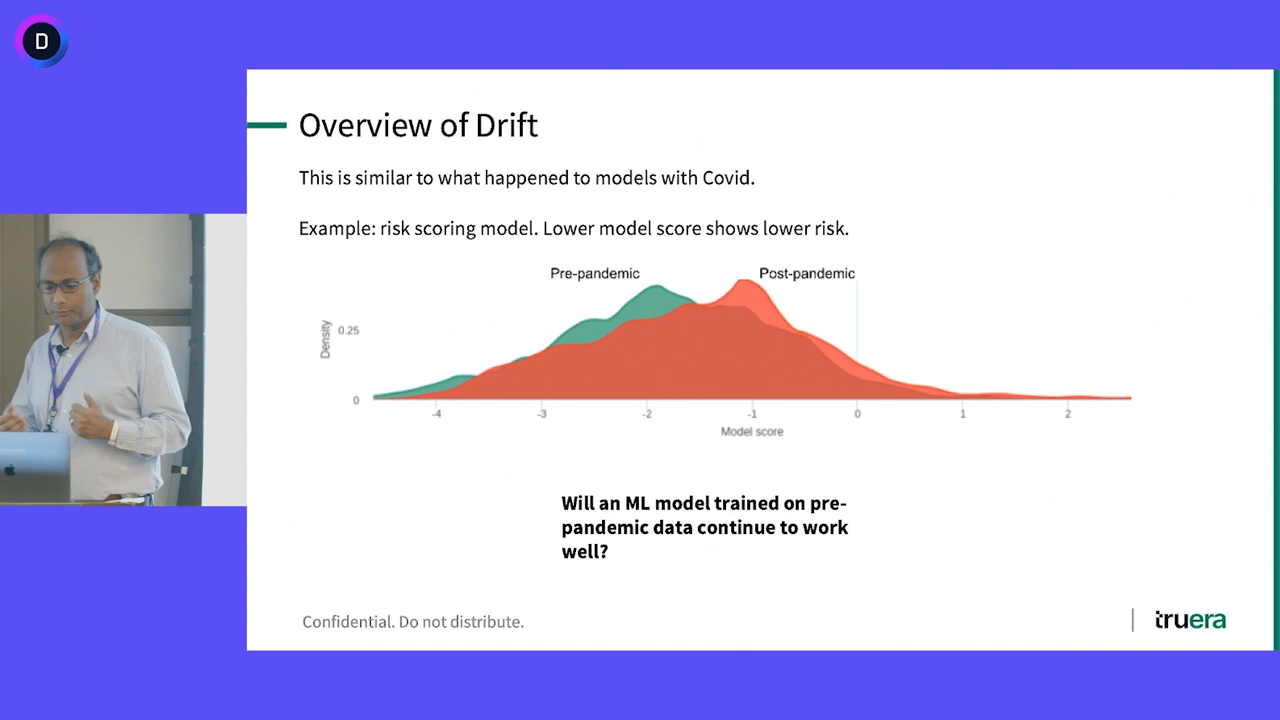 D
Overview of Drift
This is similar to what happened to models with Covid.
Example: risk scoring model. Lower model score shows lower risk.
Pre-pandemic
Post-pandemic
Density
0.25
0
-4
-3
-2
-1
0
1
2
Model score
Will an ML model trained on pre-
pandemic data continue to work
well?
Confidential. Do not distribute.
truera